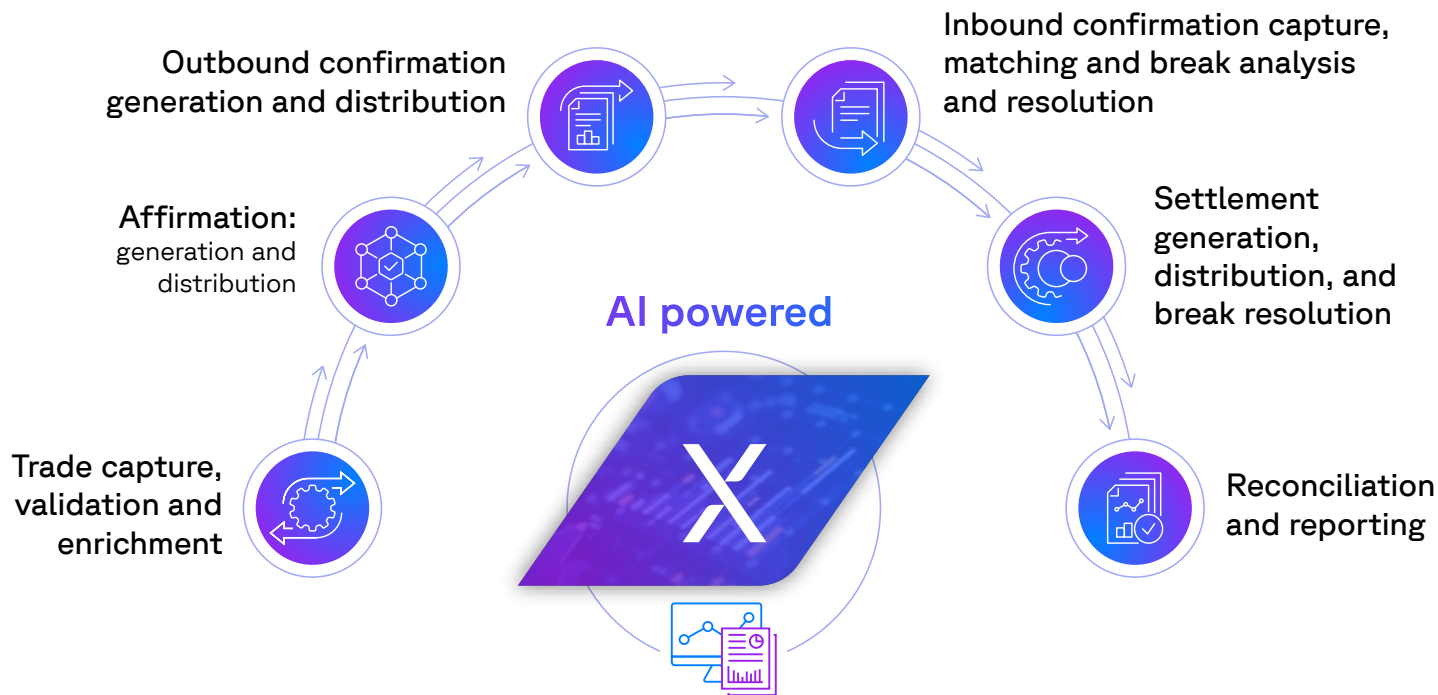 Trade capture,
validation and
enrichment
Affirmation:
generation and
distribution
Outbound confirmation
generation and distribution
Inbound confirmation capture,
matching and break analysis
and resolution
Settlement
generation,
distribution, and
break resolution
Reconciliation
and reporting
AI powered
X